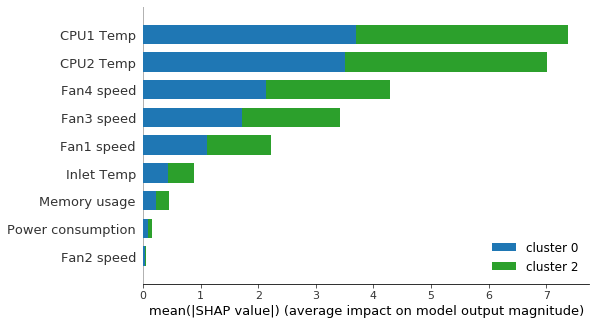 CPU1 Temp
CPU2 Temp
Fan4 speed
Fan3 speed
Fan1 speed
Inlet Temp
Memory usage
Power consumption
Fan2 speed
cluster 0
cluster 2
0 1 2 3 4 5 6 7
mean(|SHAP value|) (average impact on model output magnitude)